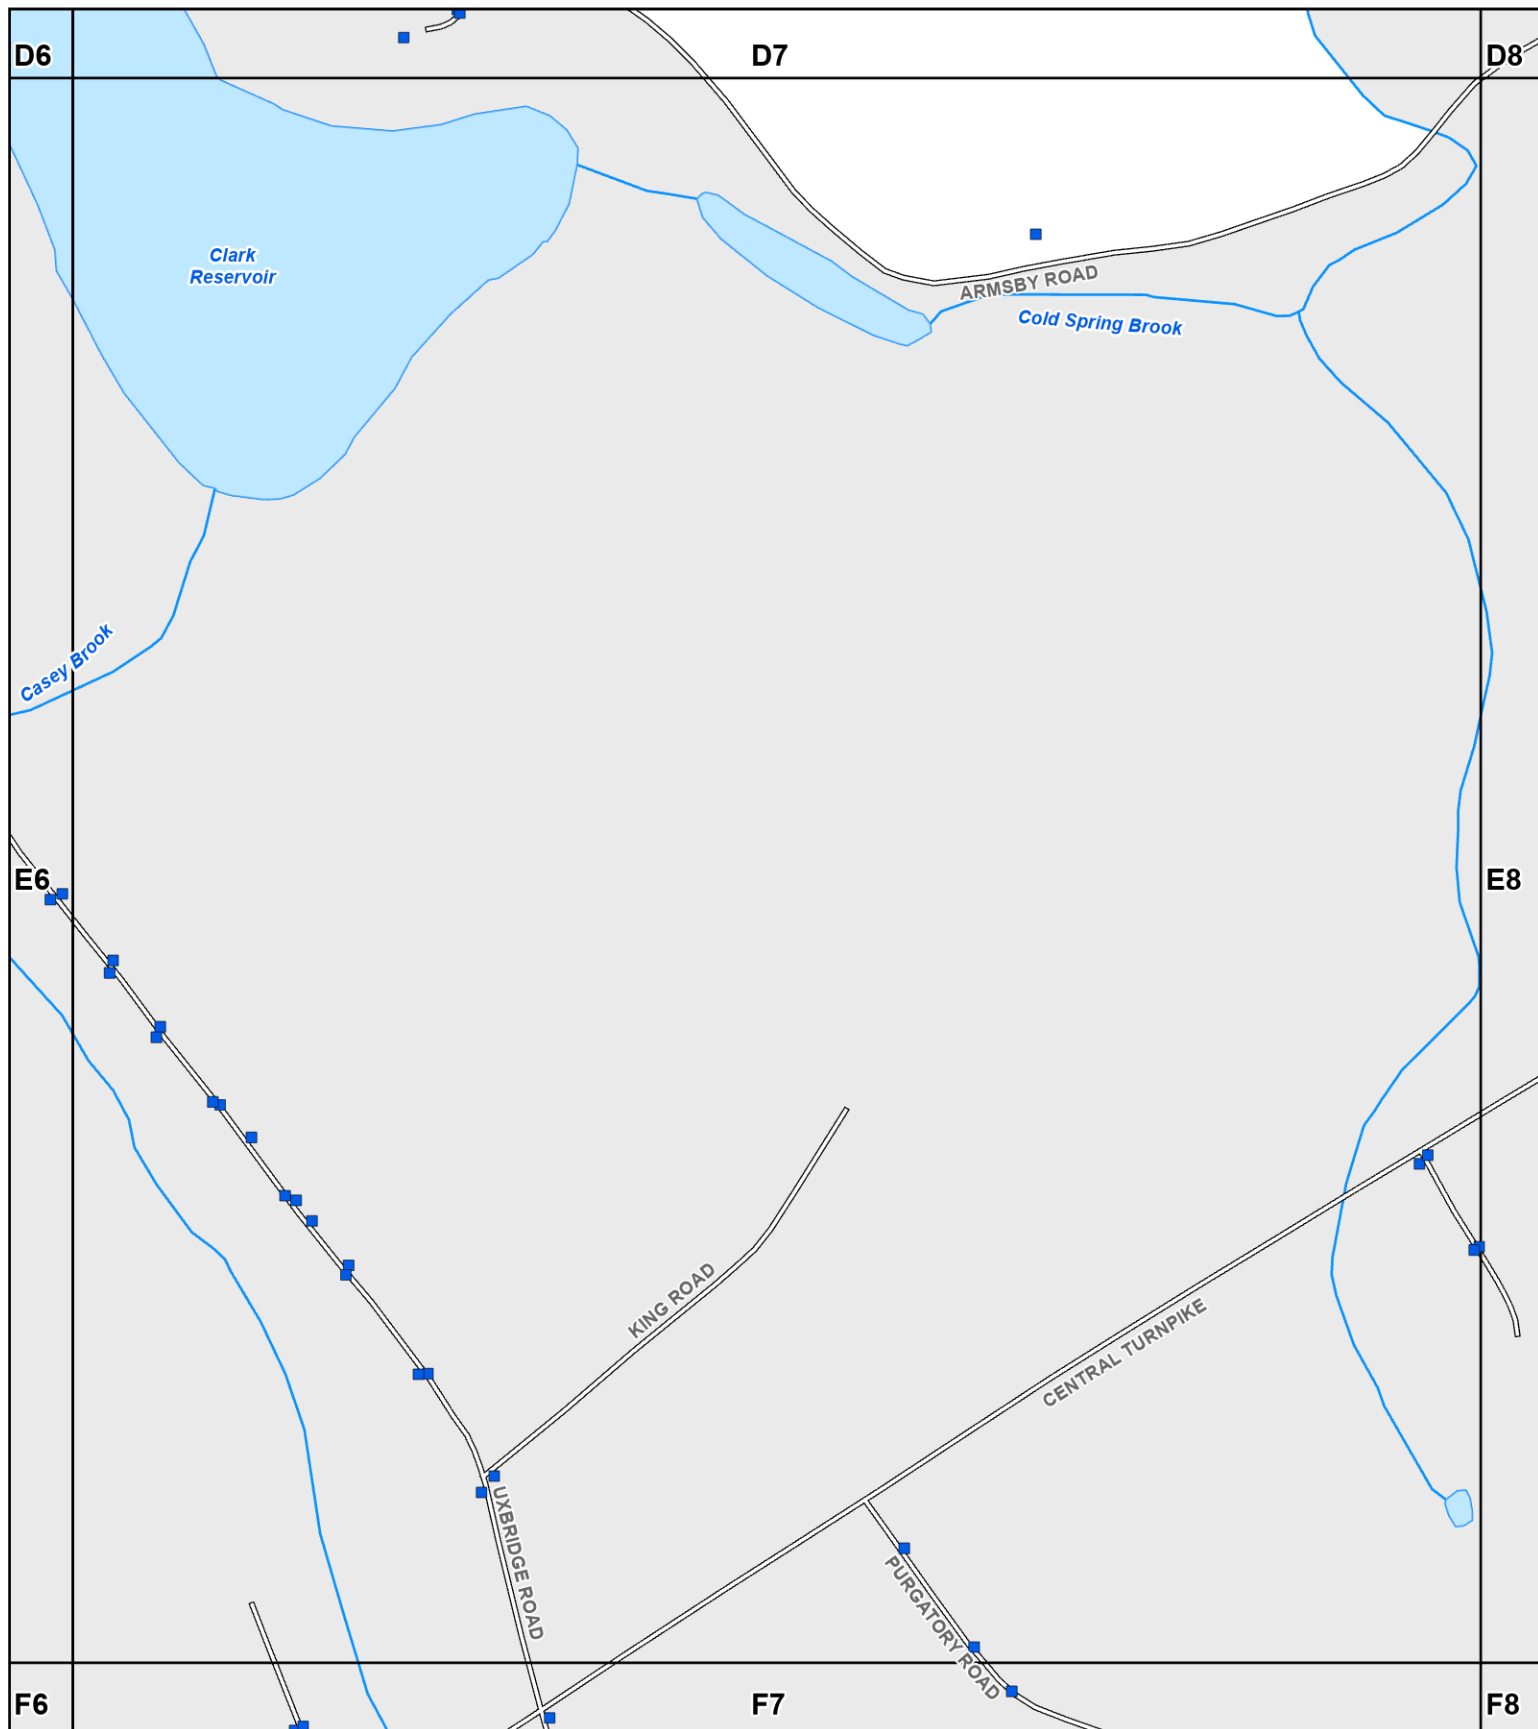 D6
D7
D8
Clark
Reservoir
ARMSBY ROAD
Cold Spring Brook
Casey Brook
E6
E8
KING ROAD
CENTRAL TURNPIKE
UXBRIDGE ROAD
PURGATORY ROAD
F6
F7
F8